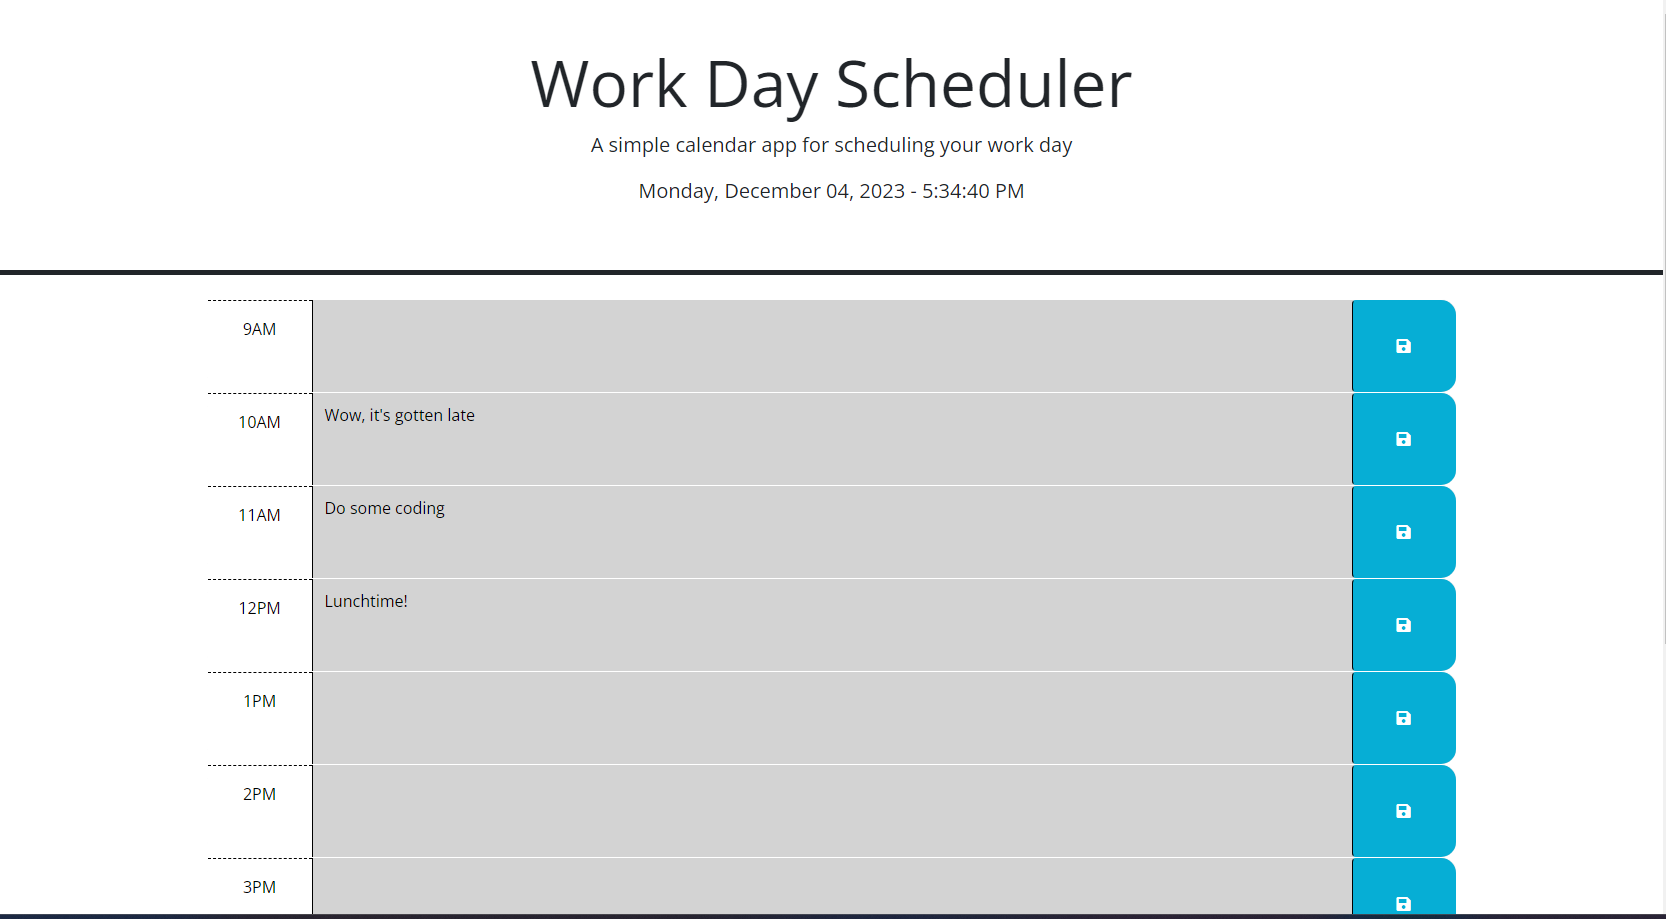 Work Day Scheduler
A simple calendar app for scheduling your work day
Monday, December 04, 2023 - 5:34:40 PM
9AM
10AM Wow, it's gotten late
11AM Do some coding
12PM Lunchtime!
1PM
2PM
3PM